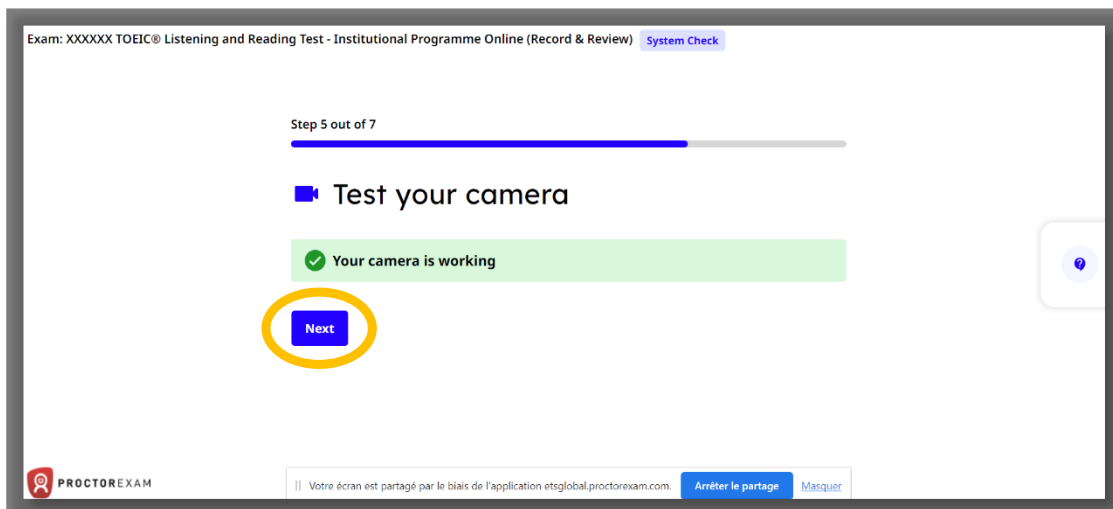 Exam: XXXXXX TOEIC® Listening and Reading Test - Institutional Programme Online (Record & Review) System Check
Step 5 out of 7
Test your camera
Your camera is working
Next
PROCTOREXAM
Votre écran est partagé par le biais de l'application etsglobal.proctorexam.com. Arrêter le partage Masquer